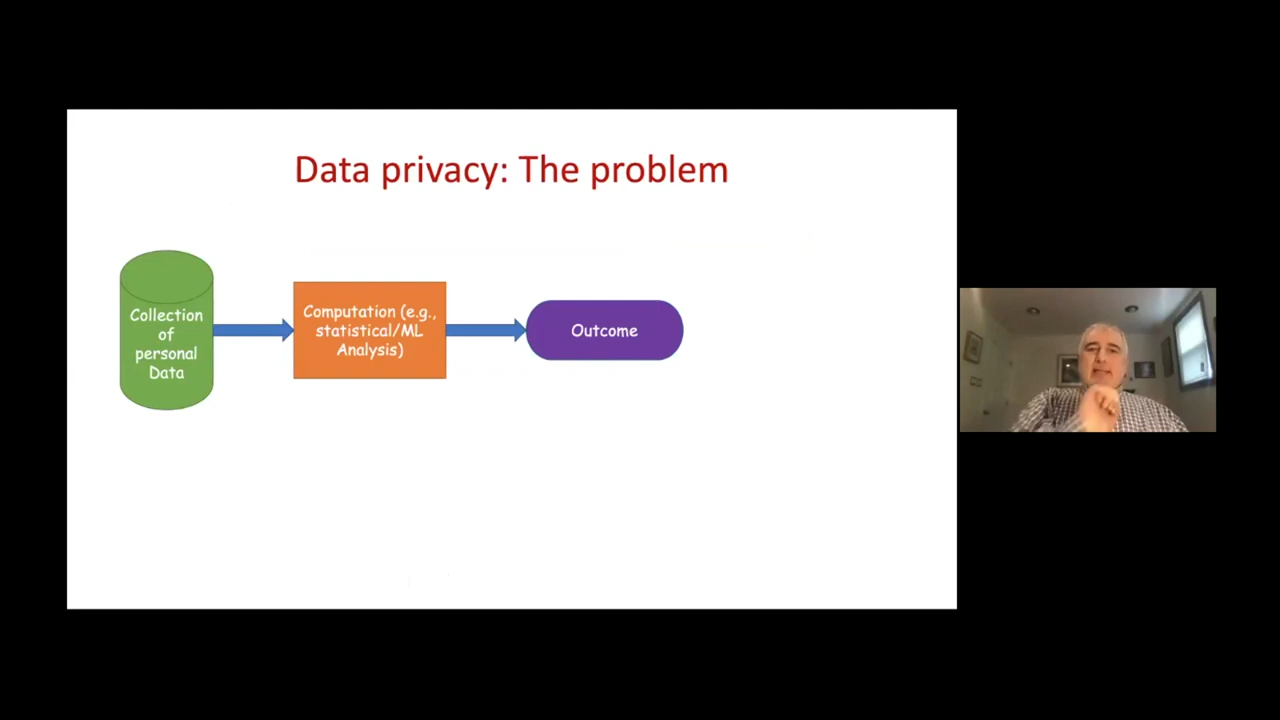 Data privacy: The problem
Collection
of
personal
Data
Computation (e.g.,
statistical/ML
Analysis)
Outcome